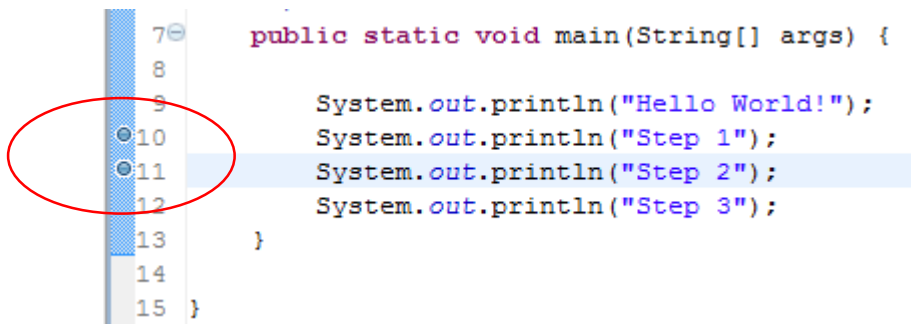 7 public static void main(String[] args) {
8
9 System.out.println("Hello World!");
10 System.out.println("Step 1");
11 System.out.println("Step 2");
12 System.out.println("Step 3");
13 }
14
15 }